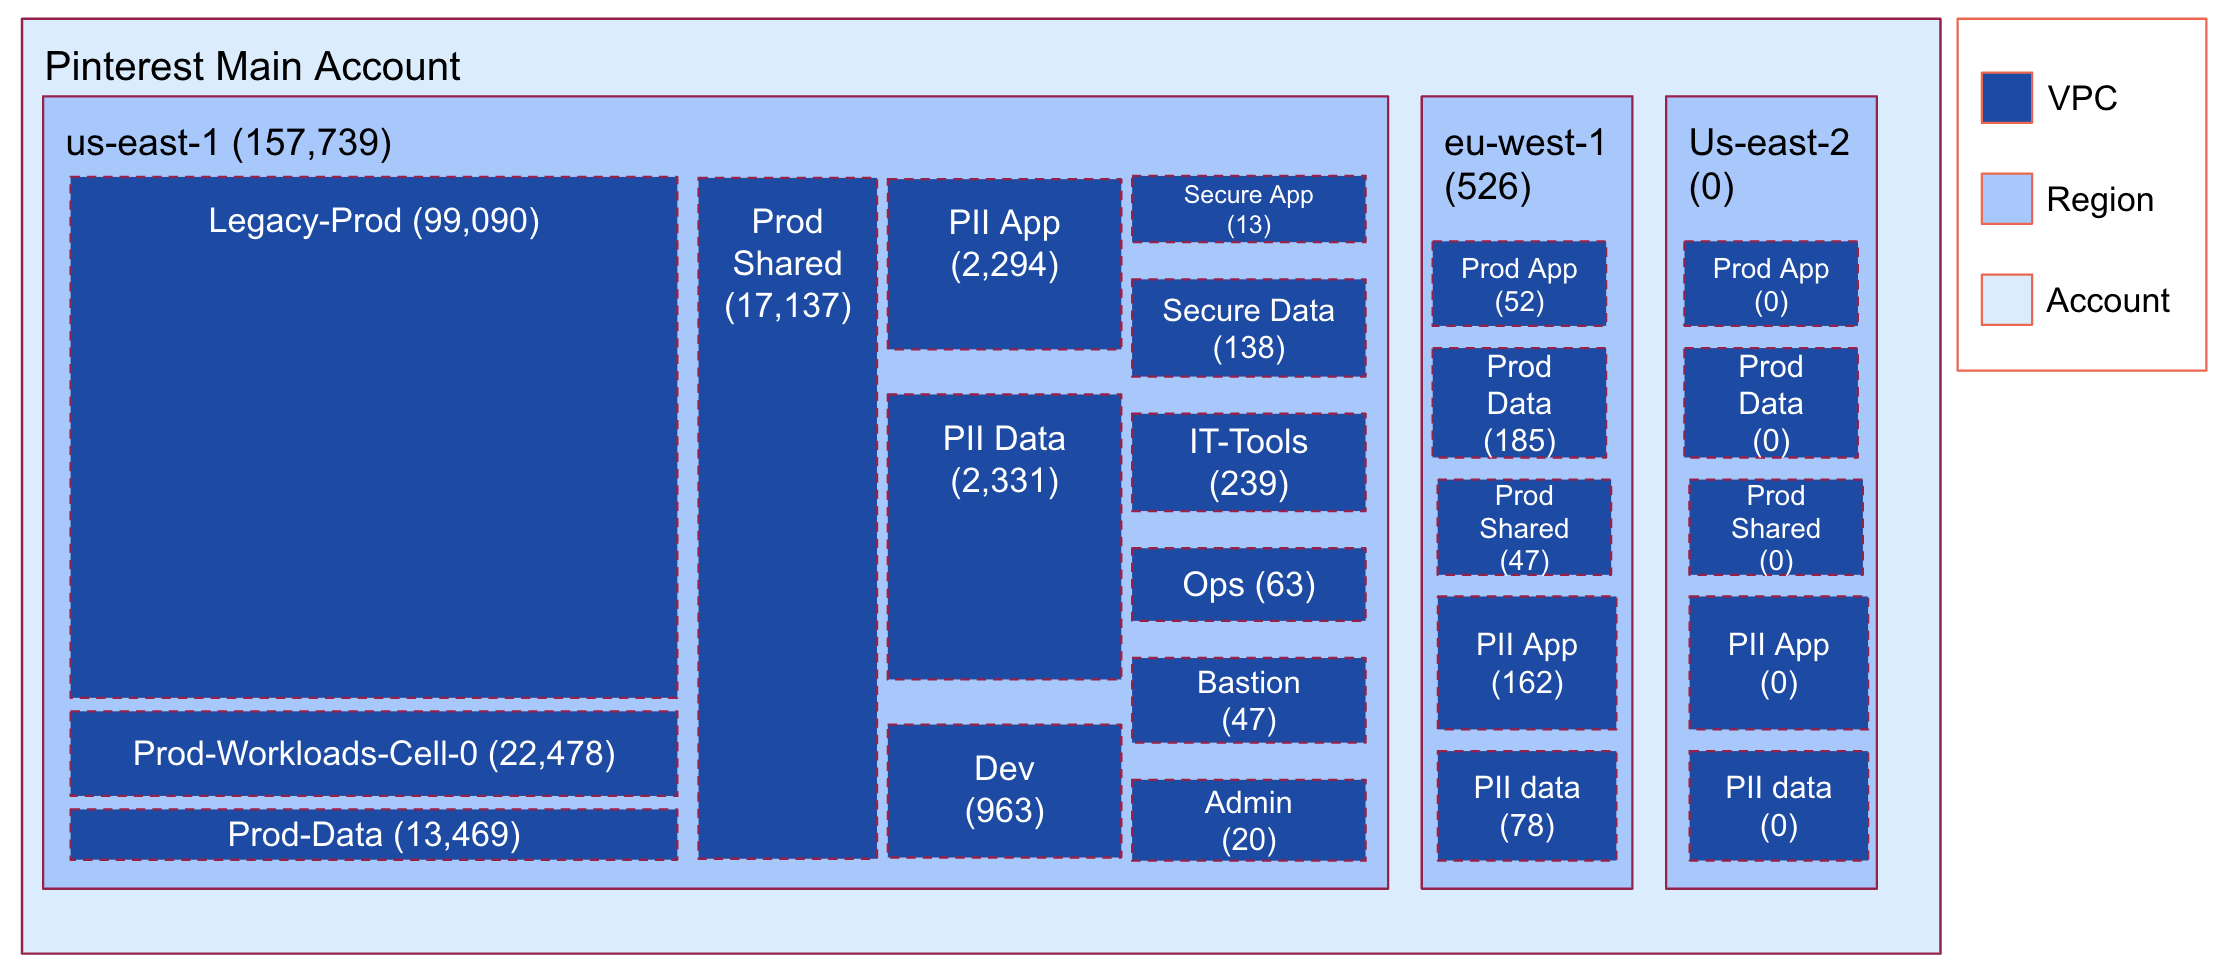 Pinterest Main Account
us-east-1 (157,739)
Legacy-Prod (99,090)
Prod-Workloads-Cell-0 (22,478)
Prod-Data (13,469)
Prod
Shared
(17,137)
PII App
(2,294)
PII Data
(2,331)
Dev
(963)
Secure App
(13)
Secure Data
(138)
IT-Tools
(239)
Ops (63)
Bastion
(47)
Admin
(20)
eu-west-1
(526)
Prod App
(52)
Prod
Data
(185)
Prod
Shared
(47)
PII App
(162)
PII data
(78)
Us-east-2
(0)
Prod App
(0)
Prod
Data
(0)
Prod
Shared
(0)
PII App
(0)
PII data
(0)
VPC
Region
Account